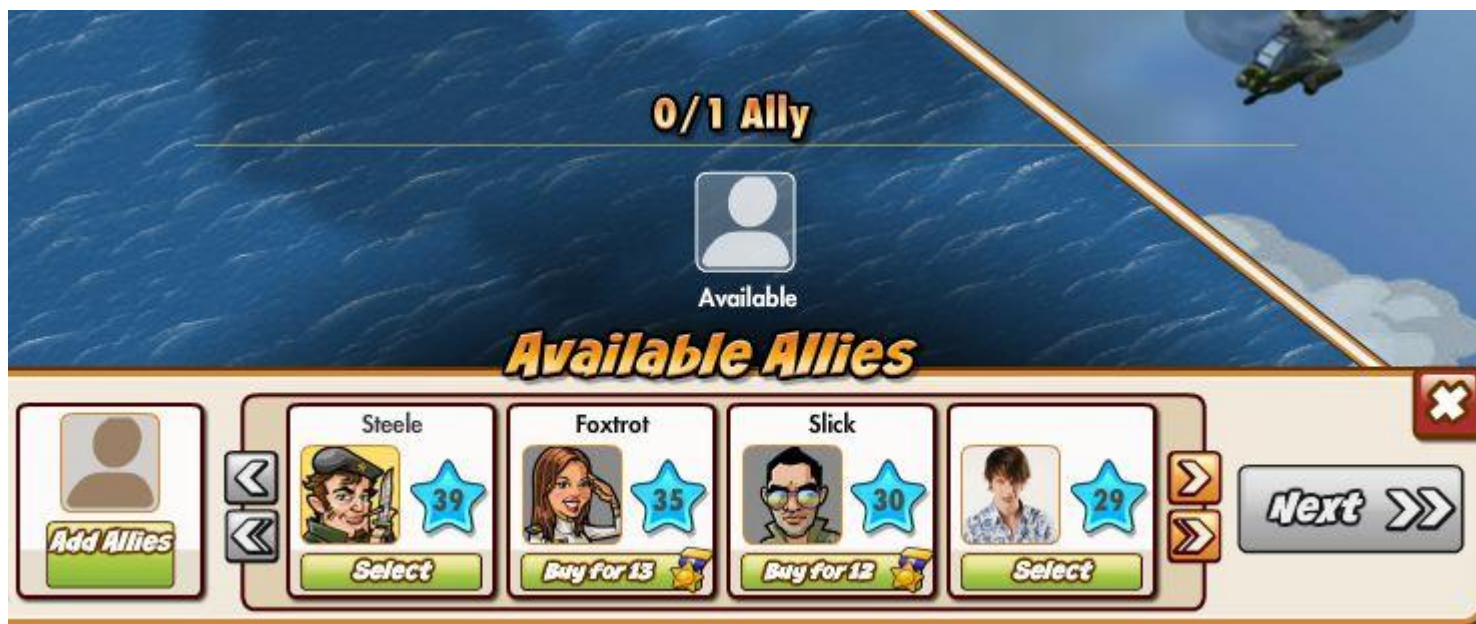 0/1 Ally
Available
Available Allies
Steele
Foxtrot
Slick
39
35
30
29
Add Allies
Select
Buy for 13
Buy for 12
Select
Next